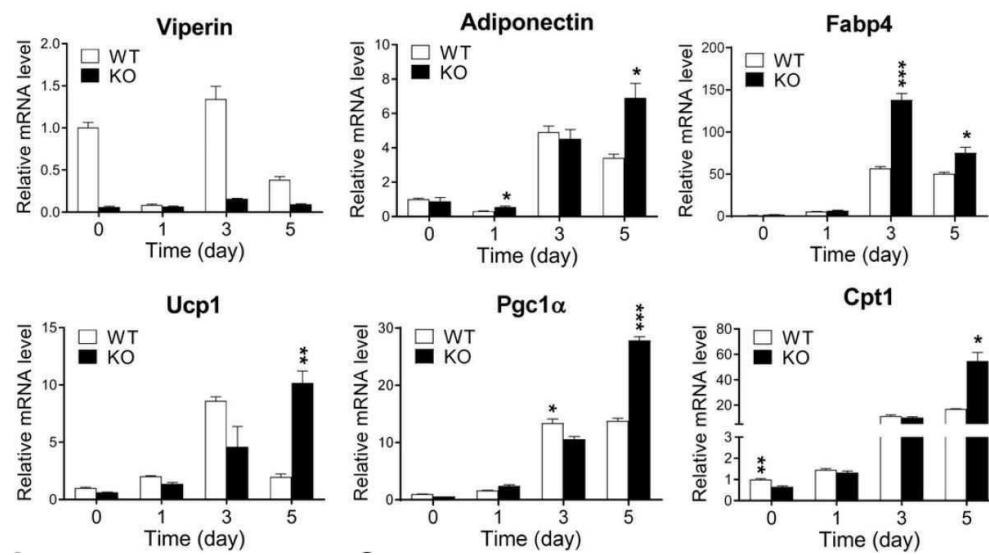 Viperin
Relative mRNA level
2.0
1.5
1.0
0.5
0.0
WT
KO
0 1 3 5
Time (day)
Adiponectin
Relative mRNA level
10
8
6
4
2
0
WT
KO
*
*
0 1 3 5
Time (day)
Fabp4
Relative mRNA level
200
150
100
50
0
WT
KO
***
*
0 1 3 5
Time (day)
Ucp1
Relative mRNA level
15
10
5
0
WT
KO
**
0 1 3 5
Time (day)
Pgc1α
Relative mRNA level
30
20
10
0
WT
KO
*
***
0 1 3 5
Time (day)
Cpt1
Relative mRNA level
80
60
40
20
3
2
1
0
WT
KO
**
*
0 1 3 5
Time (day)